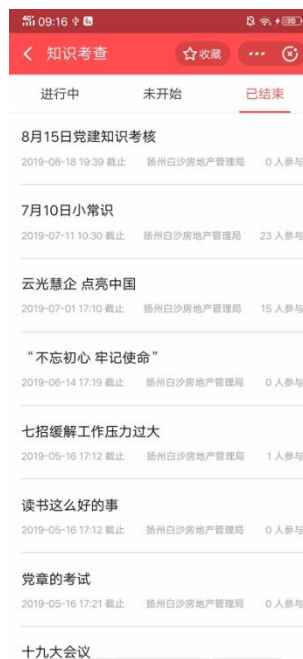 09:16
70
知识考查
收藏
进行中 未开始 已结束
8月15日党建知识考核
2019-08-18 19:39 截止 扬州白沙房地产管理局 0 人参与
7月10日小常识
2019-07-11 10:30 截止 扬州白沙房地产管理局 23 人参与
云光慧企 点亮中国
2019-07-01 17:10 截止 扬州白沙房地产管理局 15 人参与
“不忘初心 牢记使命”
2019-06-14 17:19 截止 扬州白沙房地产管理局 0 人参与
七招缓解工作压力过大
2019-05-16 17:12 截止 扬州白沙房地产管理局 1 人参与
读书这么好的事
2019-05-16 17:12 截止 扬州白沙房地产管理局 0 人参与
党章的考试
2019-05-16 17:21 截止 扬州白沙房地产管理局 0 人参与
十九大会议